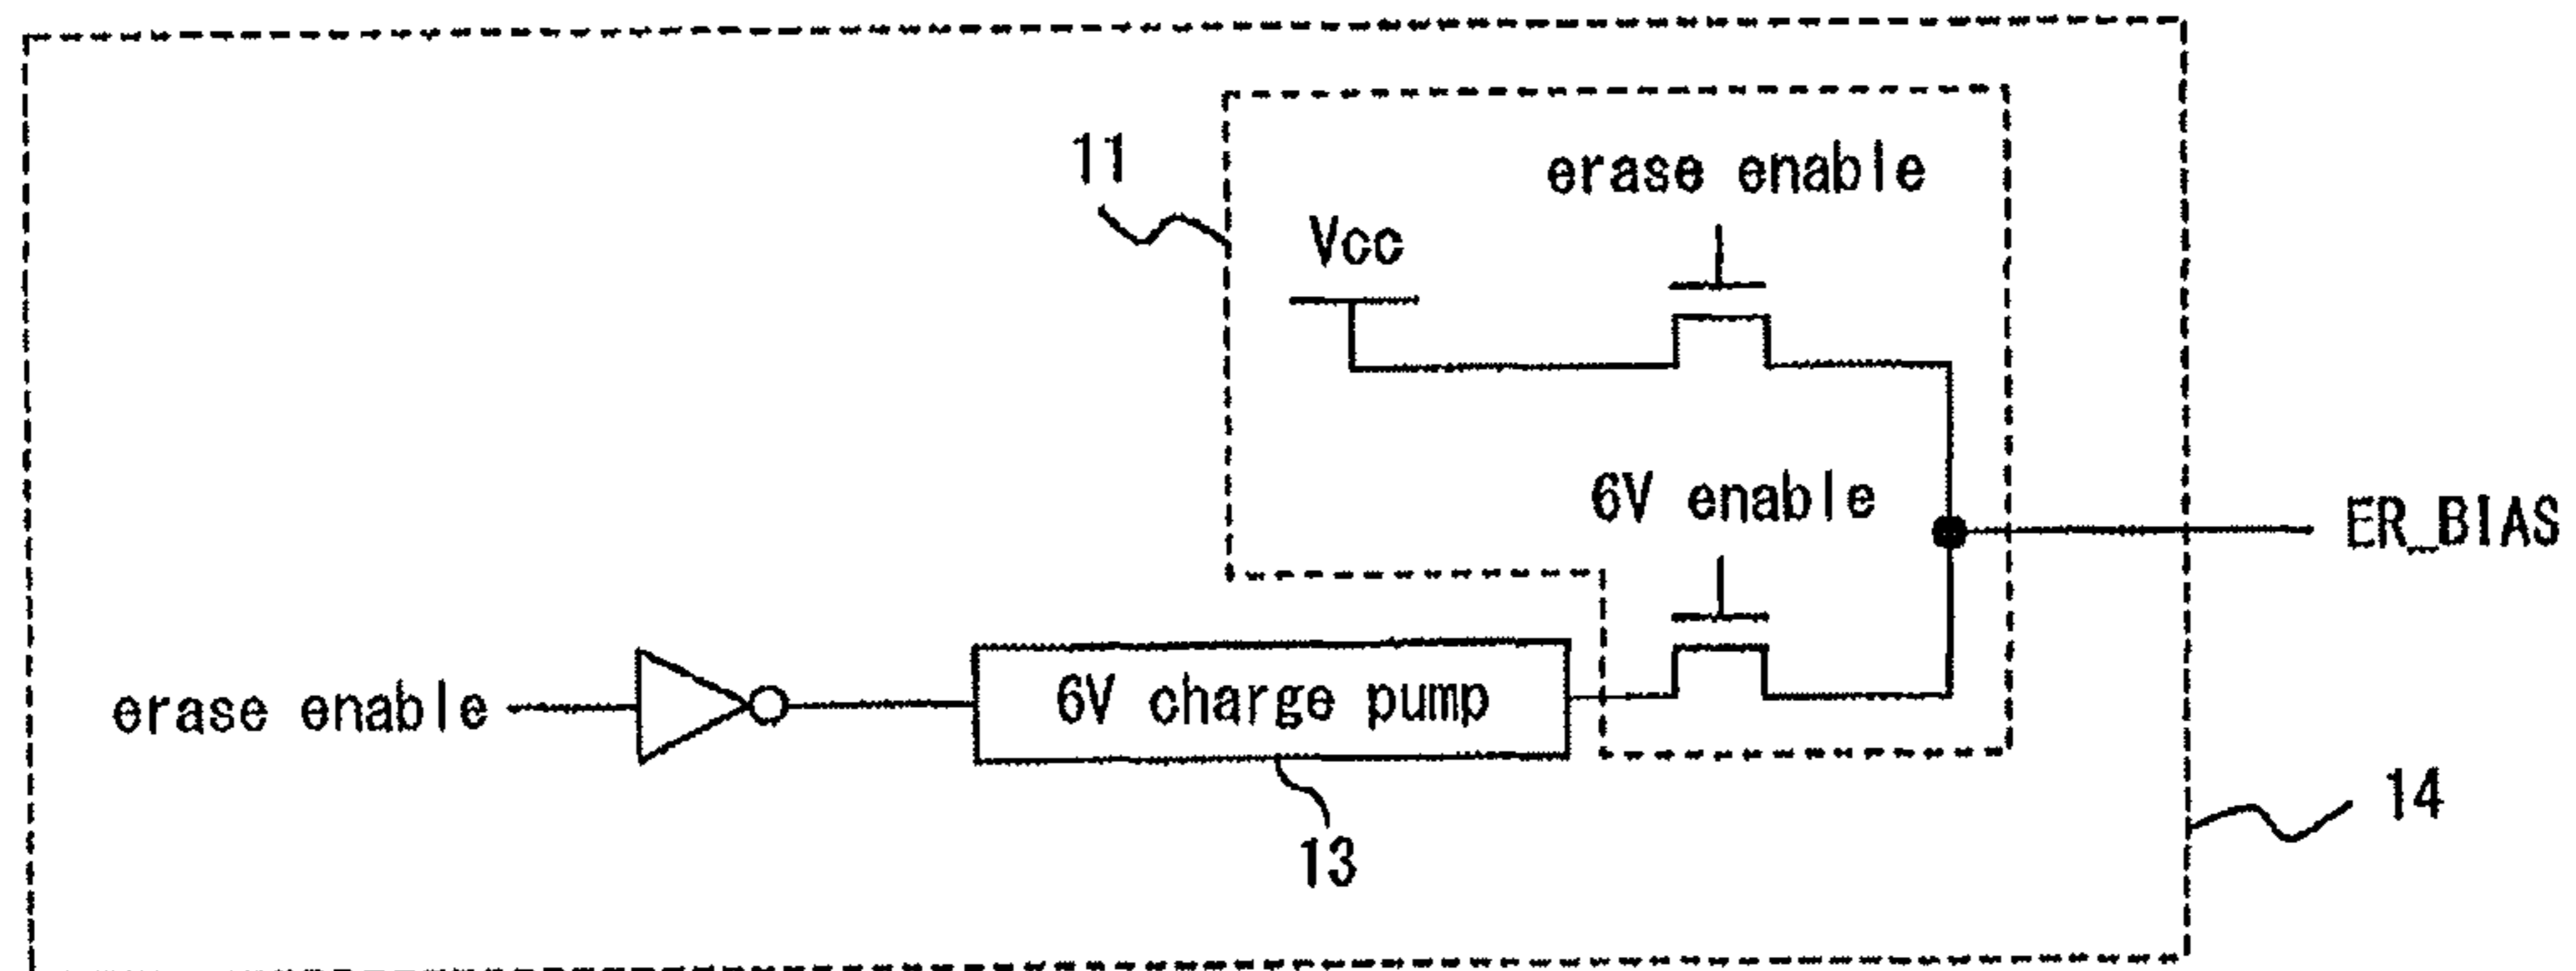 11
erase enable
Vcc
6V enable
ER_BIAS
erase enable
6V charge pump
14
13